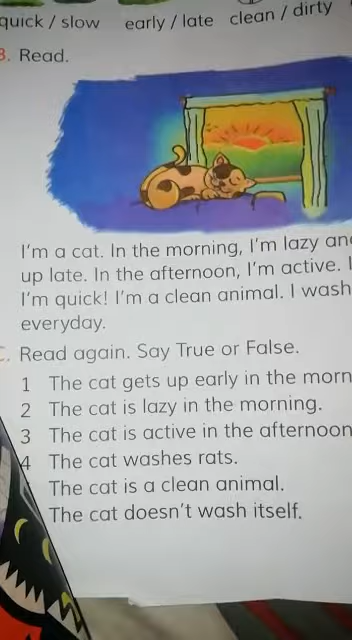 quick / slow early / late clean / dirty
B. Read.
I'm a cat. In the morning, I'm lazy and
up late. In the afternoon, I'm active. I
I'm quick! I'm a clean animal. I wash
everyday.
C. Read again. Say True or False.
1 The cat gets up early in the morn
2 The cat is lazy in the morning.
3 The cat is active in the afternoon
4 The cat washes rats.
The cat is a clean animal.
The cat doesn't wash itself.